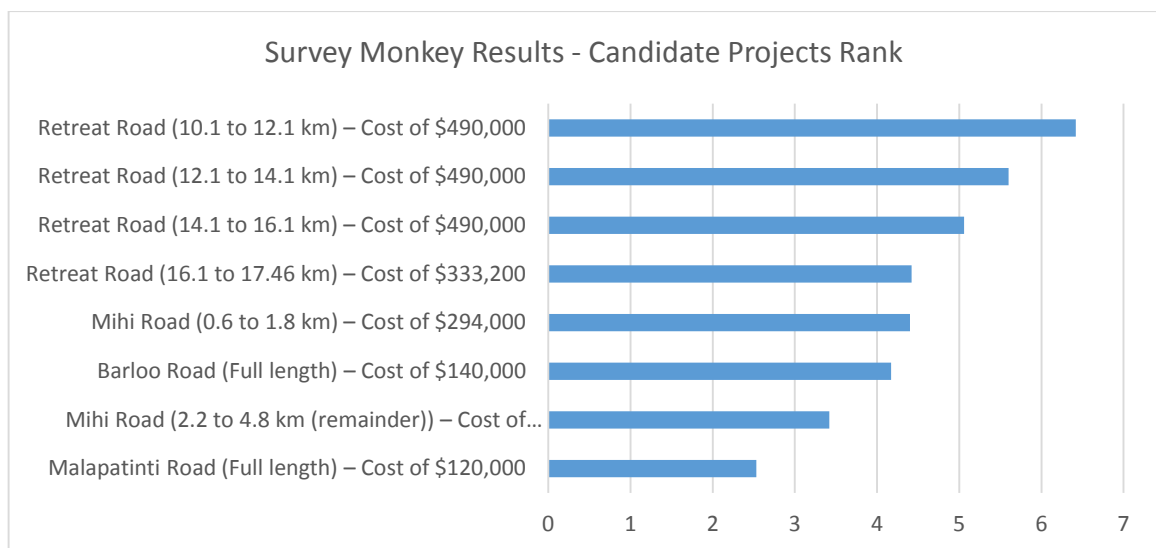 Survey Monkey Results - Candidate Projects Rank
Retreat Road (10.1 to 12.1 km) – Cost of $490,000
Retreat Road (12.1 to 14.1 km) – Cost of $490,000
Retreat Road (14.1 to 16.1 km) – Cost of $490,000
Retreat Road (16.1 to 17.46 km) – Cost of $333,200
Mihi Road (0.6 to 1.8 km) – Cost of $294,000
Barloo Road (Full length) – Cost of $140,000
Mihi Road (2.2 to 4.8 km (remainder)) – Cost of…
Malapatinti Road (Full length) – Cost of $120,000
0 1 2 3 4 5 6 7